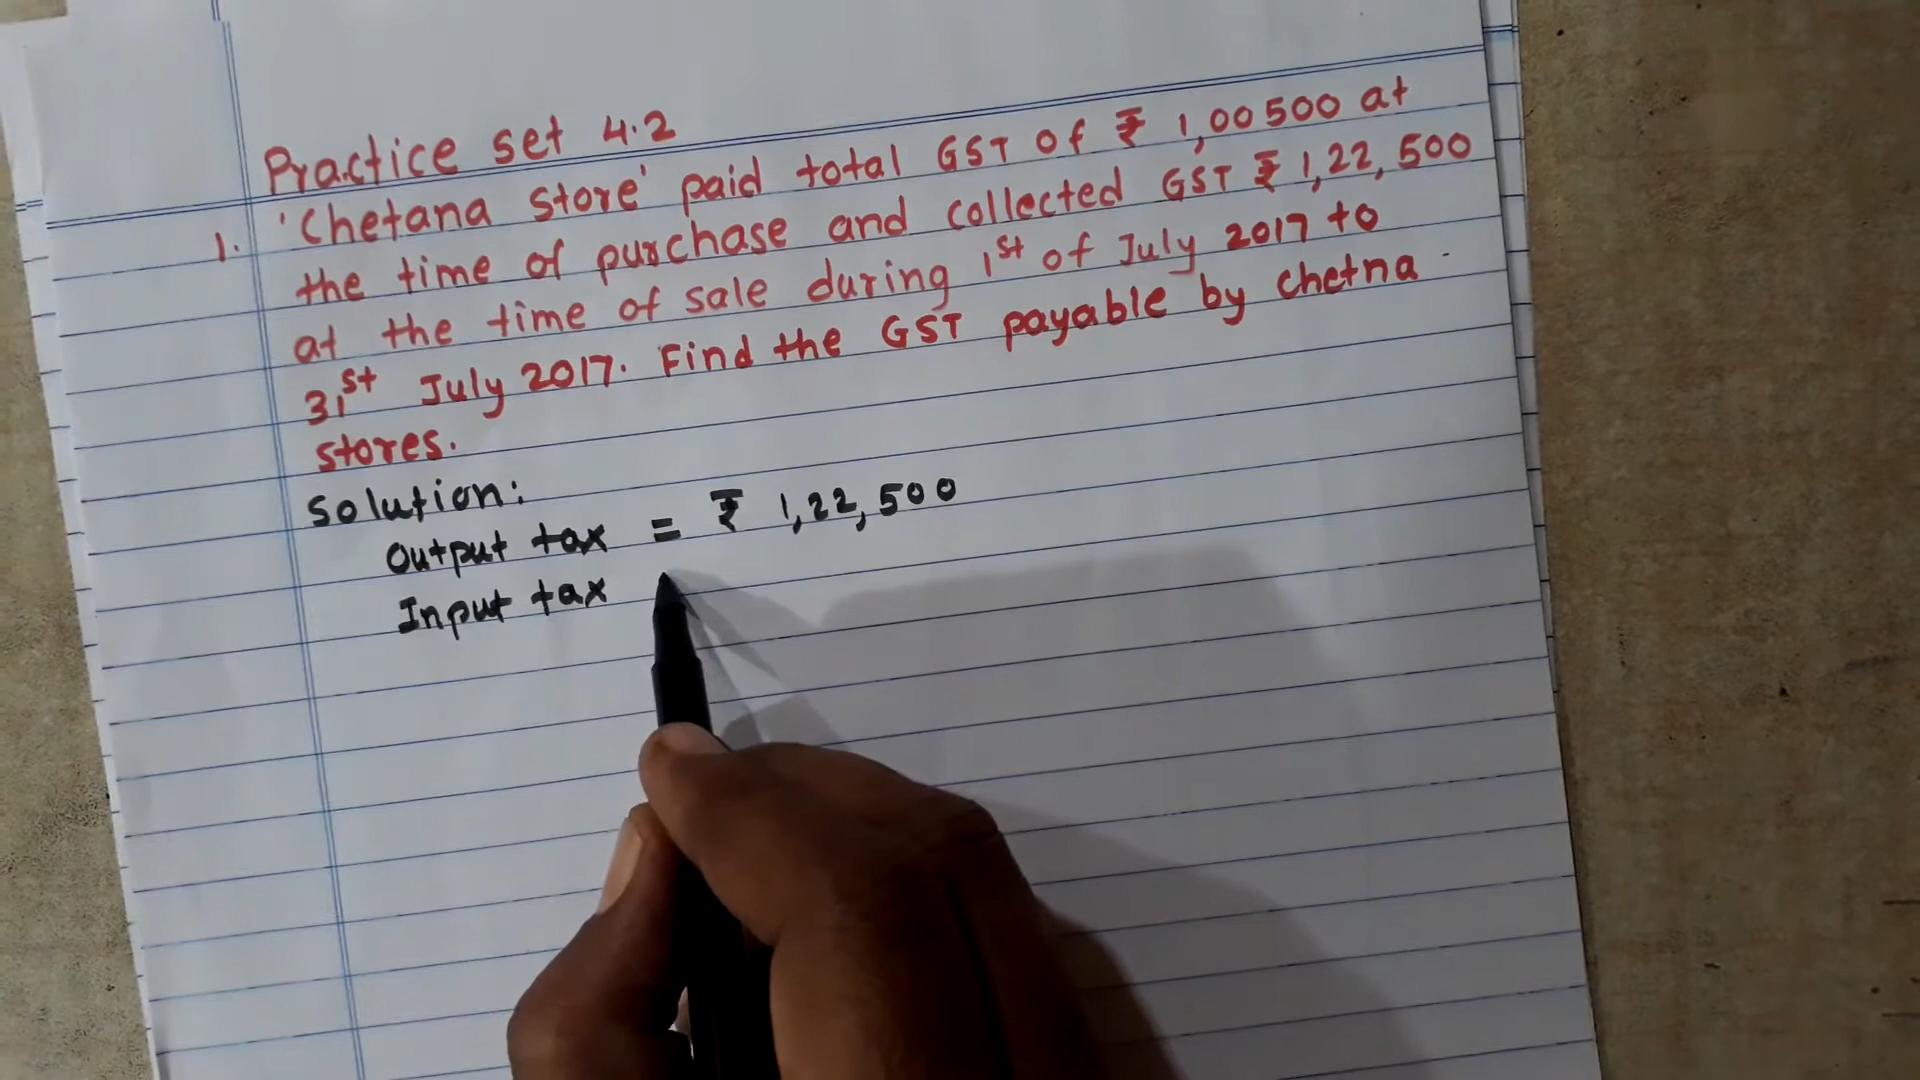 Practice set 4.2
1. 'Chetana store' paid total GST of ₹ 1,00500 at
the time of purchase and collected GST ₹ 1,22,500
at the time of sale during 1st of July 2017 to
31st July 2017. Find the GST payable by chetna
stores.
Solution:
Output tax = ₹ 1,22,500
Input tax